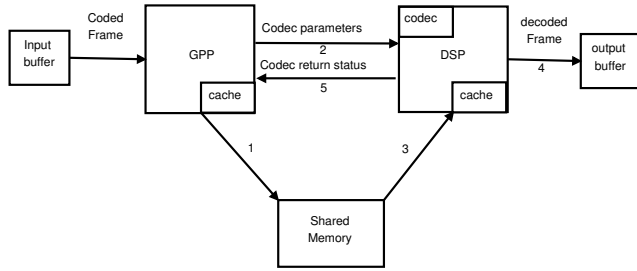 Coded
Frame
Input
buffer
GPP
cache
Codec parameters
2
Codec return status
5
codec
DSP
cache
decoded
Frame
4
output
buffer
1
3
Shared
Memory